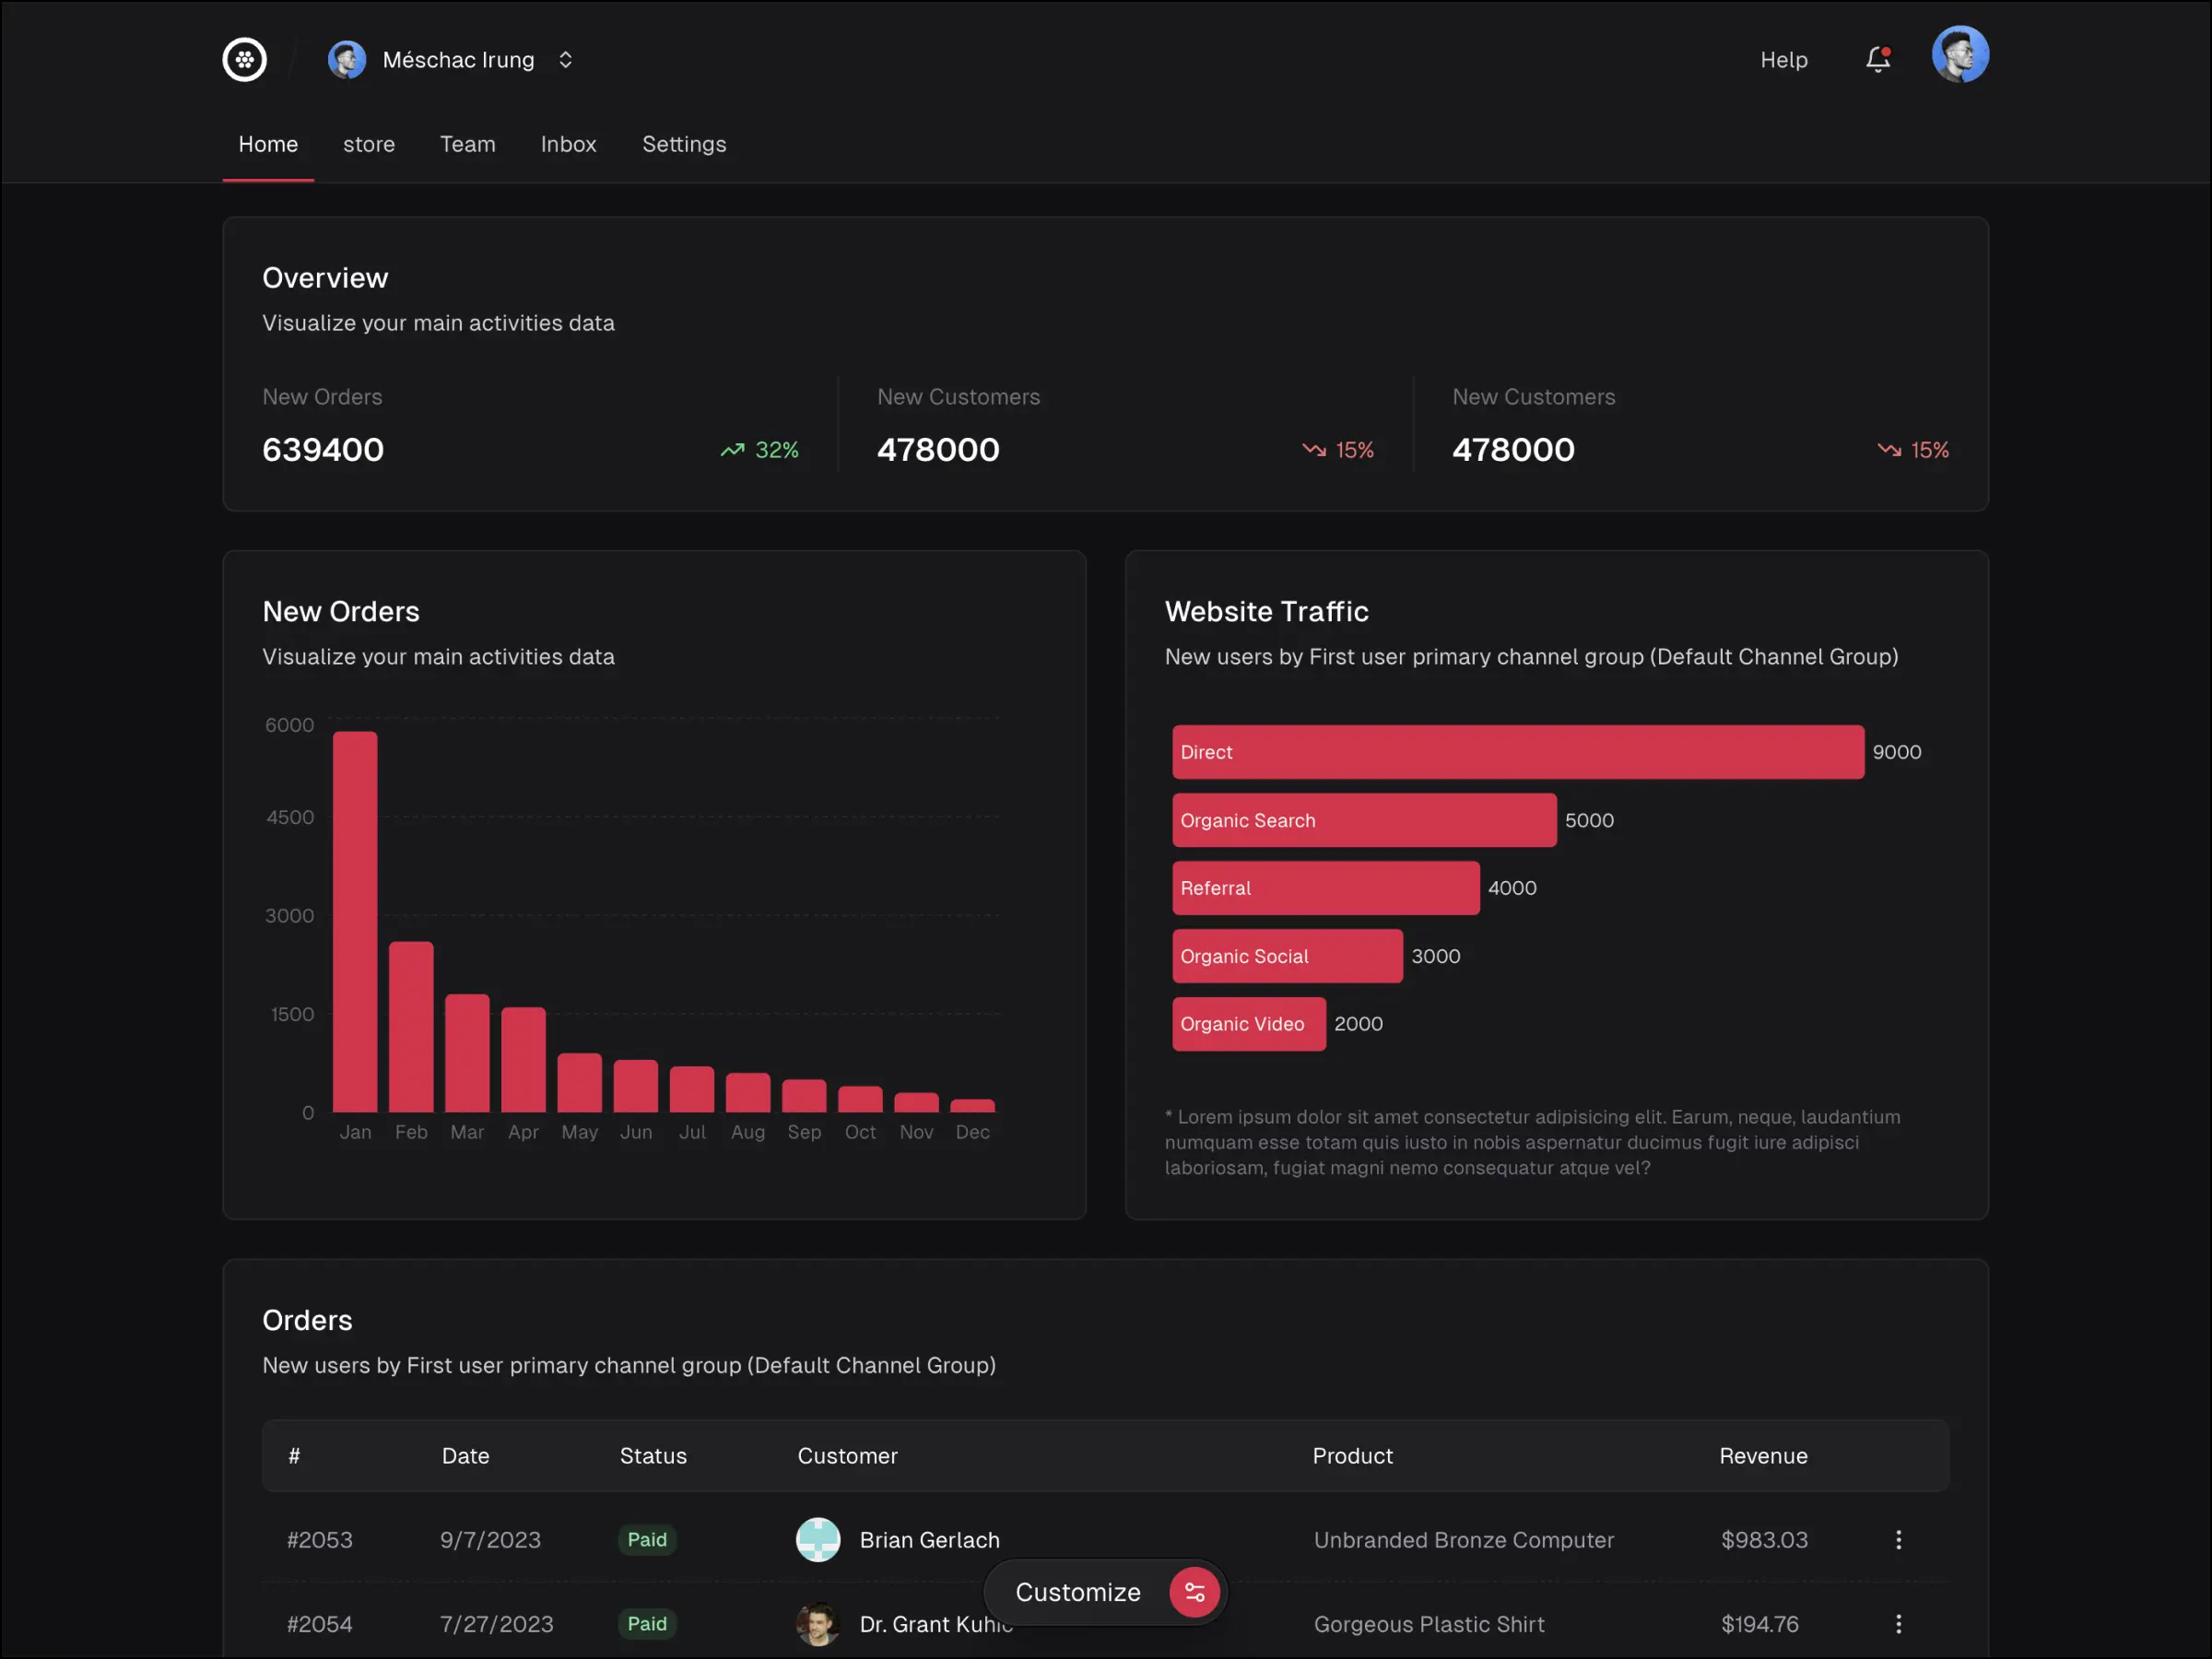 Méschac Irung
Help
Home store Team Inbox Settings
Overview
Visualize your main activities data
New Orders
639400
32%
New Customers
478000
15%
New Customers
478000
15%
New Orders
Visualize your main activities data
6000
4500
3000
1500
0
Jan Feb Mar Apr May Jun Jul Aug Sep Oct Nov Dec
Website Traffic
New users by First user primary channel group (Default Channel Group)
Direct 9000
Organic Search 5000
Referral 4000
Organic Social 3000
Organic Video 2000
* Lorem ipsum dolor sit amet consectetur adipisicing elit. Earum, neque, laudantium
numquam esse totam quis iusto in nobis aspernatur ducimus fugit iure adipisci
laboriosam, fugiat magni nemo consequatur atque vel?
Orders
New users by First user primary channel group (Default Channel Group)
# Date Status Customer Product Revenue
#2053 9/7/2023 Paid Brian Gerlach Unbranded Bronze Computer $983.03
Customize
#2054 7/27/2023 Paid Dr. Grant Gorgeous Plastic Shirt $194.76